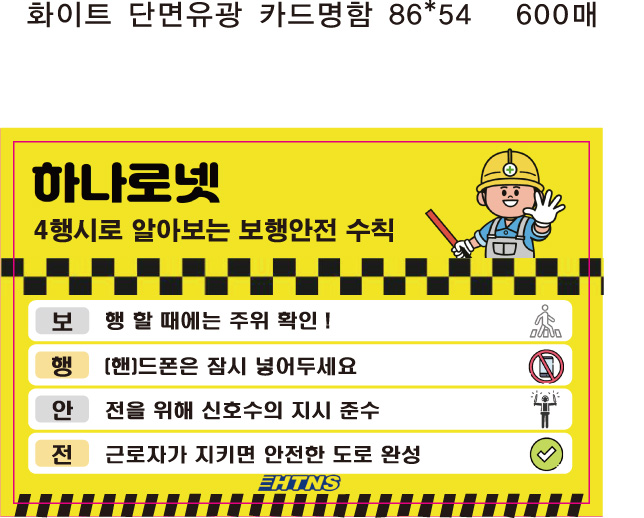 화이트 단면유광 카드명함 86*54 600매
하나로넷
4행시로 알아보는 보행안전 수칙
보 행 할 때에는 주위 확인 !
행 (핸)드폰은 잠시 넣어두세요
안 전을 위해 신호수의 지시 준수
전 근로자가 지키면 안전한 도로 완성
HTNS